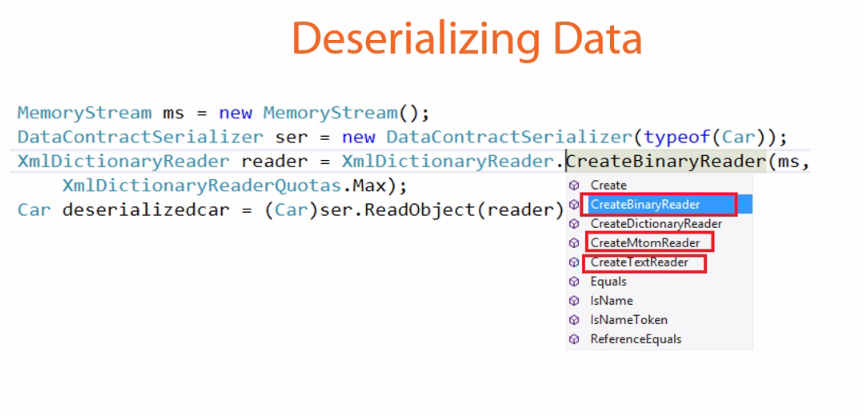 Deserializing Data
MemoryStream ms = new MemoryStream();
DataContractSerializer ser = new DataContractSerializer(typeof(Car));
XmlDictionaryReader reader = XmlDictionaryReader.CreateBinaryReader(ms,
XmlDictionaryReaderQuotas.Max);
Car deserializedcar = (Car)ser.ReadObject(reader)
Create
CreateBinaryReader
CreateDictionaryReader
CreateMtomReader
CreateTextReader
Equals
IsName
IsNameToken
ReferenceEquals